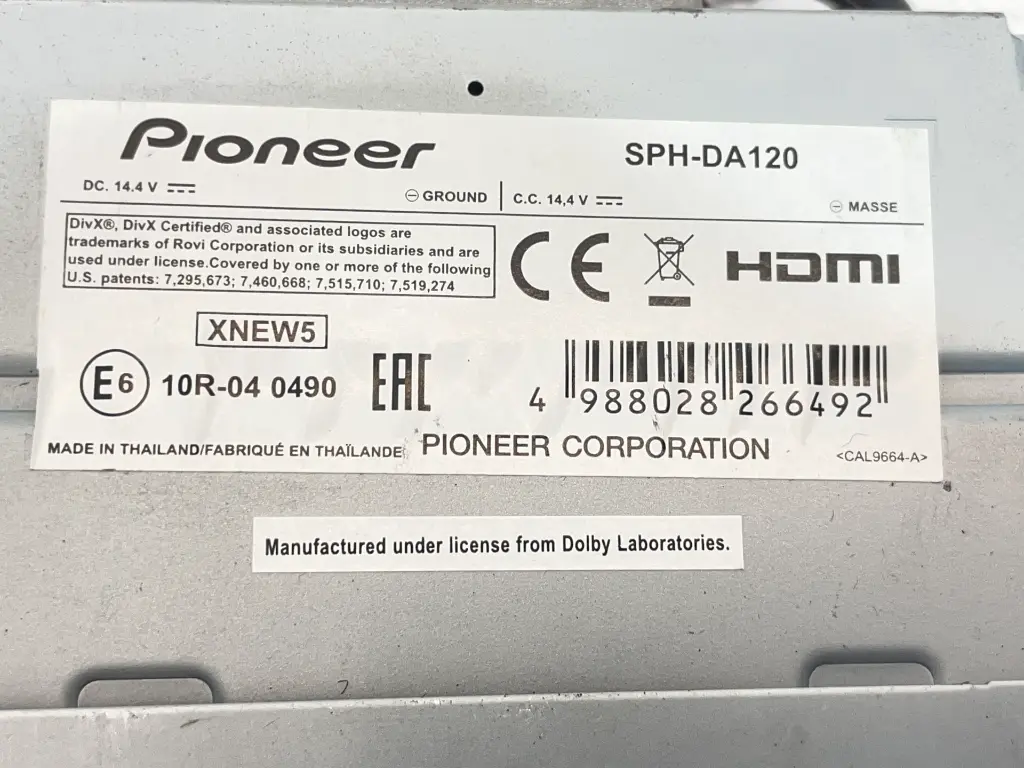 Pioneer
SPH-DA120
DC. 14.4 V
⊖ GROUND
C.C. 14,4 V
⊖ MASSE
DivX®, DivX Certified® and associated logos are
trademarks of Rovi Corporation or its subsidiaries and are
used under license.Covered by one or more of the following
U.S. patents: 7,295,673; 7,460,668; 7,515,710; 7,519,274
CE
HDMI
XNEW5
E6 10R-04 0490
EAC
4 988028 266492
MADE IN THAILAND/FABRIQUÉ EN THAÏLANDE
PIONEER CORPORATION
<CAL9664-A>
Manufactured under license from Dolby Laboratories.